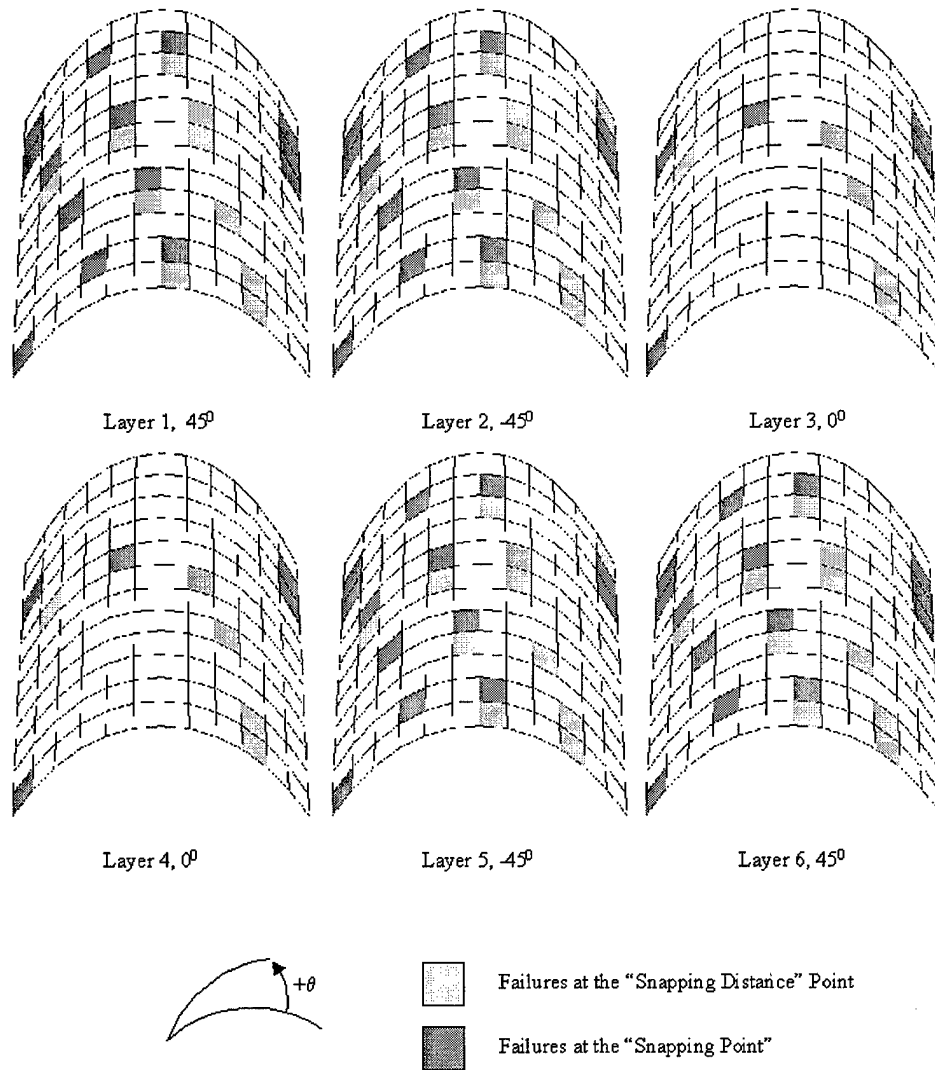 Layer 1, 45⁰
Layer 2, -45⁰
Layer 3, 0⁰
Layer 4, 0⁰
Layer 5, -45⁰
Layer 6, 45⁰
+θ
Failures at the “Snapping Distance” Point
Failures at the “Snapping Point”